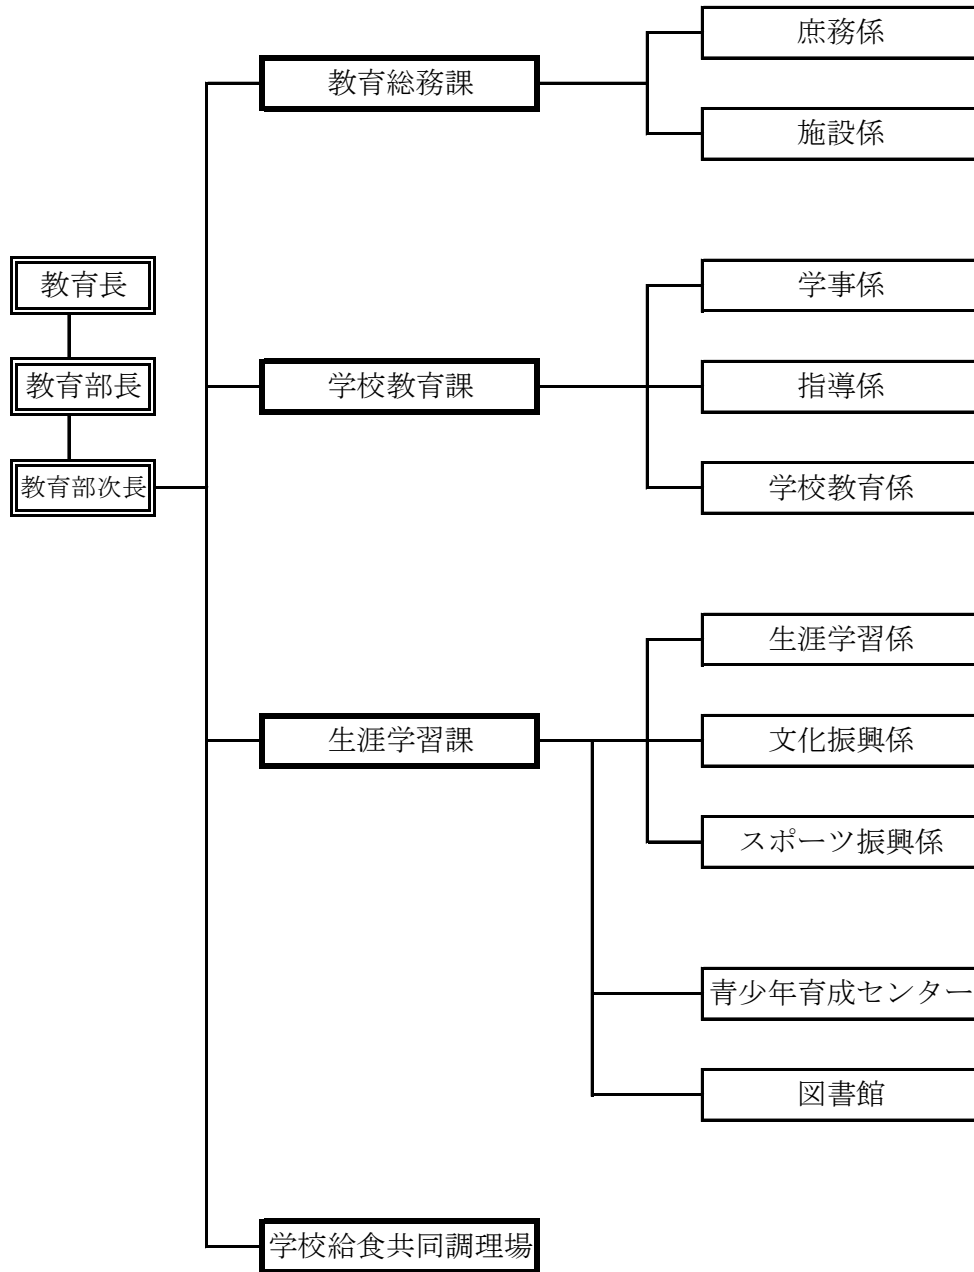 教育長
教育部長
教育部次長
教育総務課
庶務係
施設係
学校教育課
学事係
指導係
学校教育係
生涯学習課
生涯学習係
文化振興係
スポーツ振興係
青少年育成センター
図書館
学校給食共同調理場